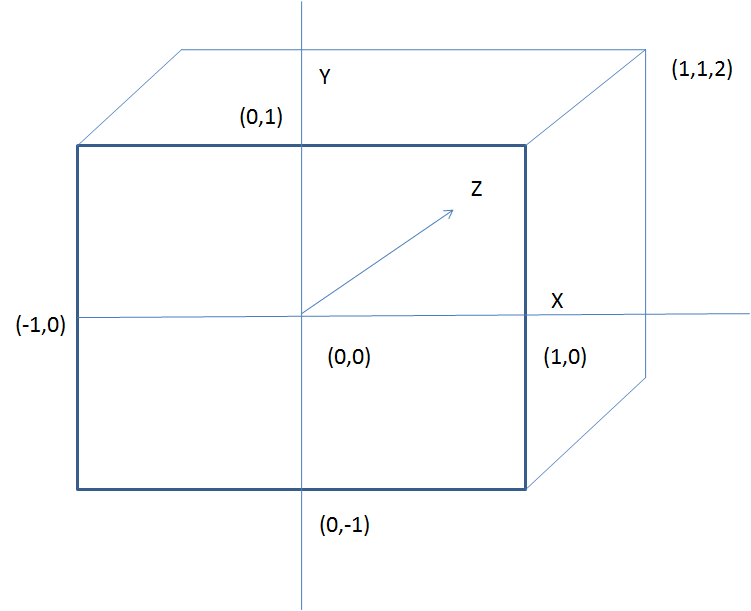 Y
(1,1,2)
(0,1)
Z
X
(-1,0)
(0,0)
(1,0)
(0,-1)